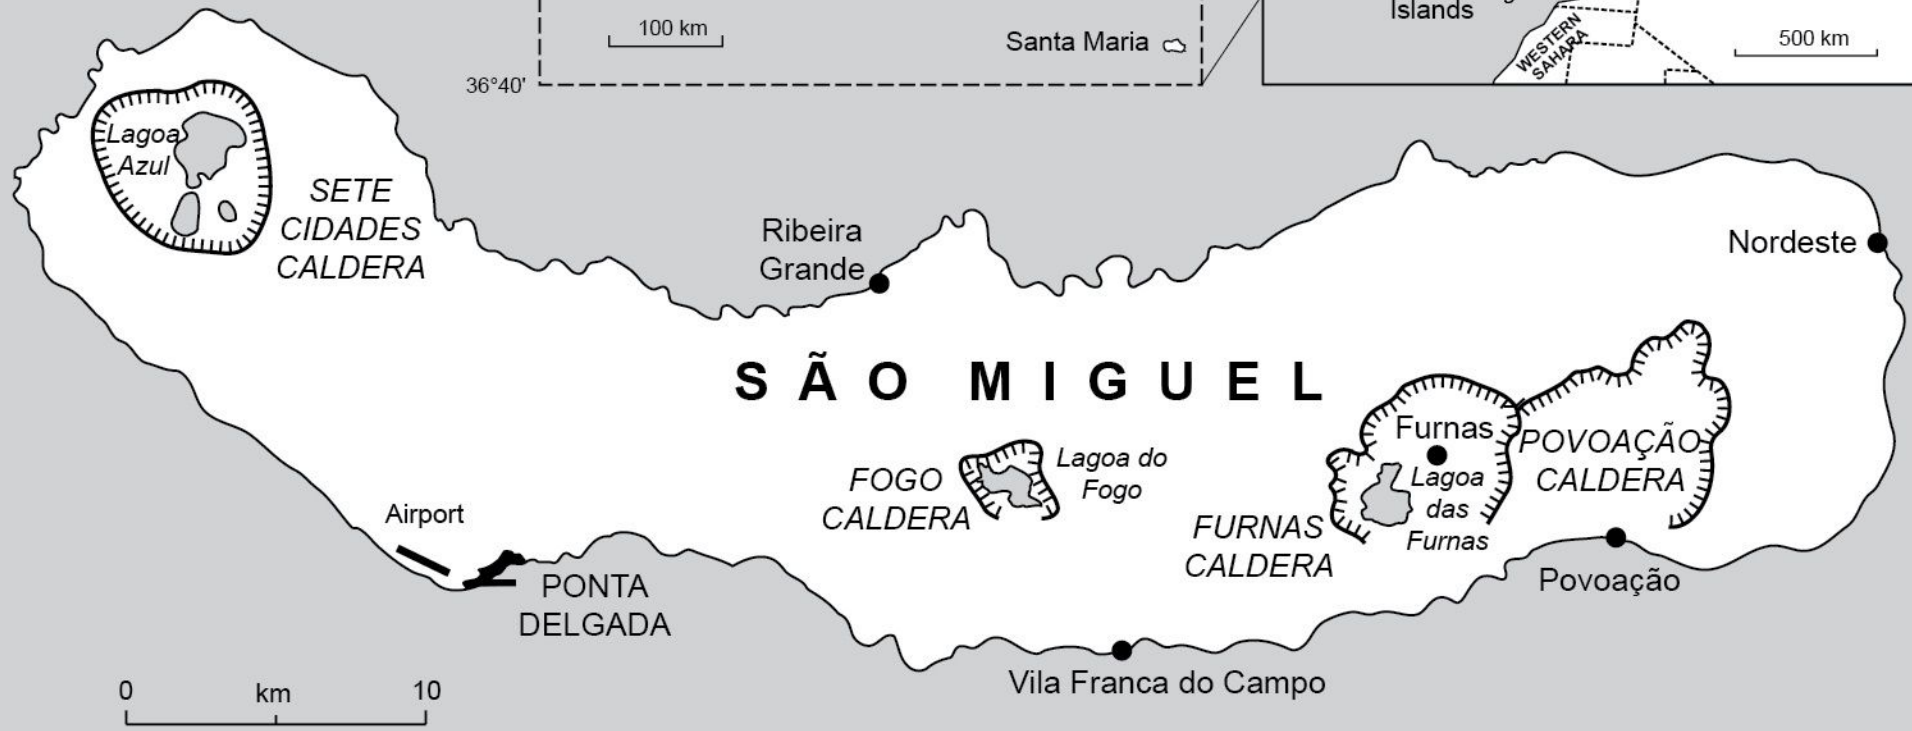 Islands
100 km
Santa Maria
WESTERN
SAHARA
500 km
36°40'
Lagoa
Azul
SETE
CIDADES
CALDERA
Ribeira
Grande
Nordeste
SÃO MIGUEL
Furnas
POVOAÇÃO
CALDERA
Lagoa do
Fogo
FOGO
CALDERA
Lagoa
das
Furnas
FURNAS
CALDERA
Airport
PONTA
DELGADA
Povoação
Vila Franca do Campo
0 km 10